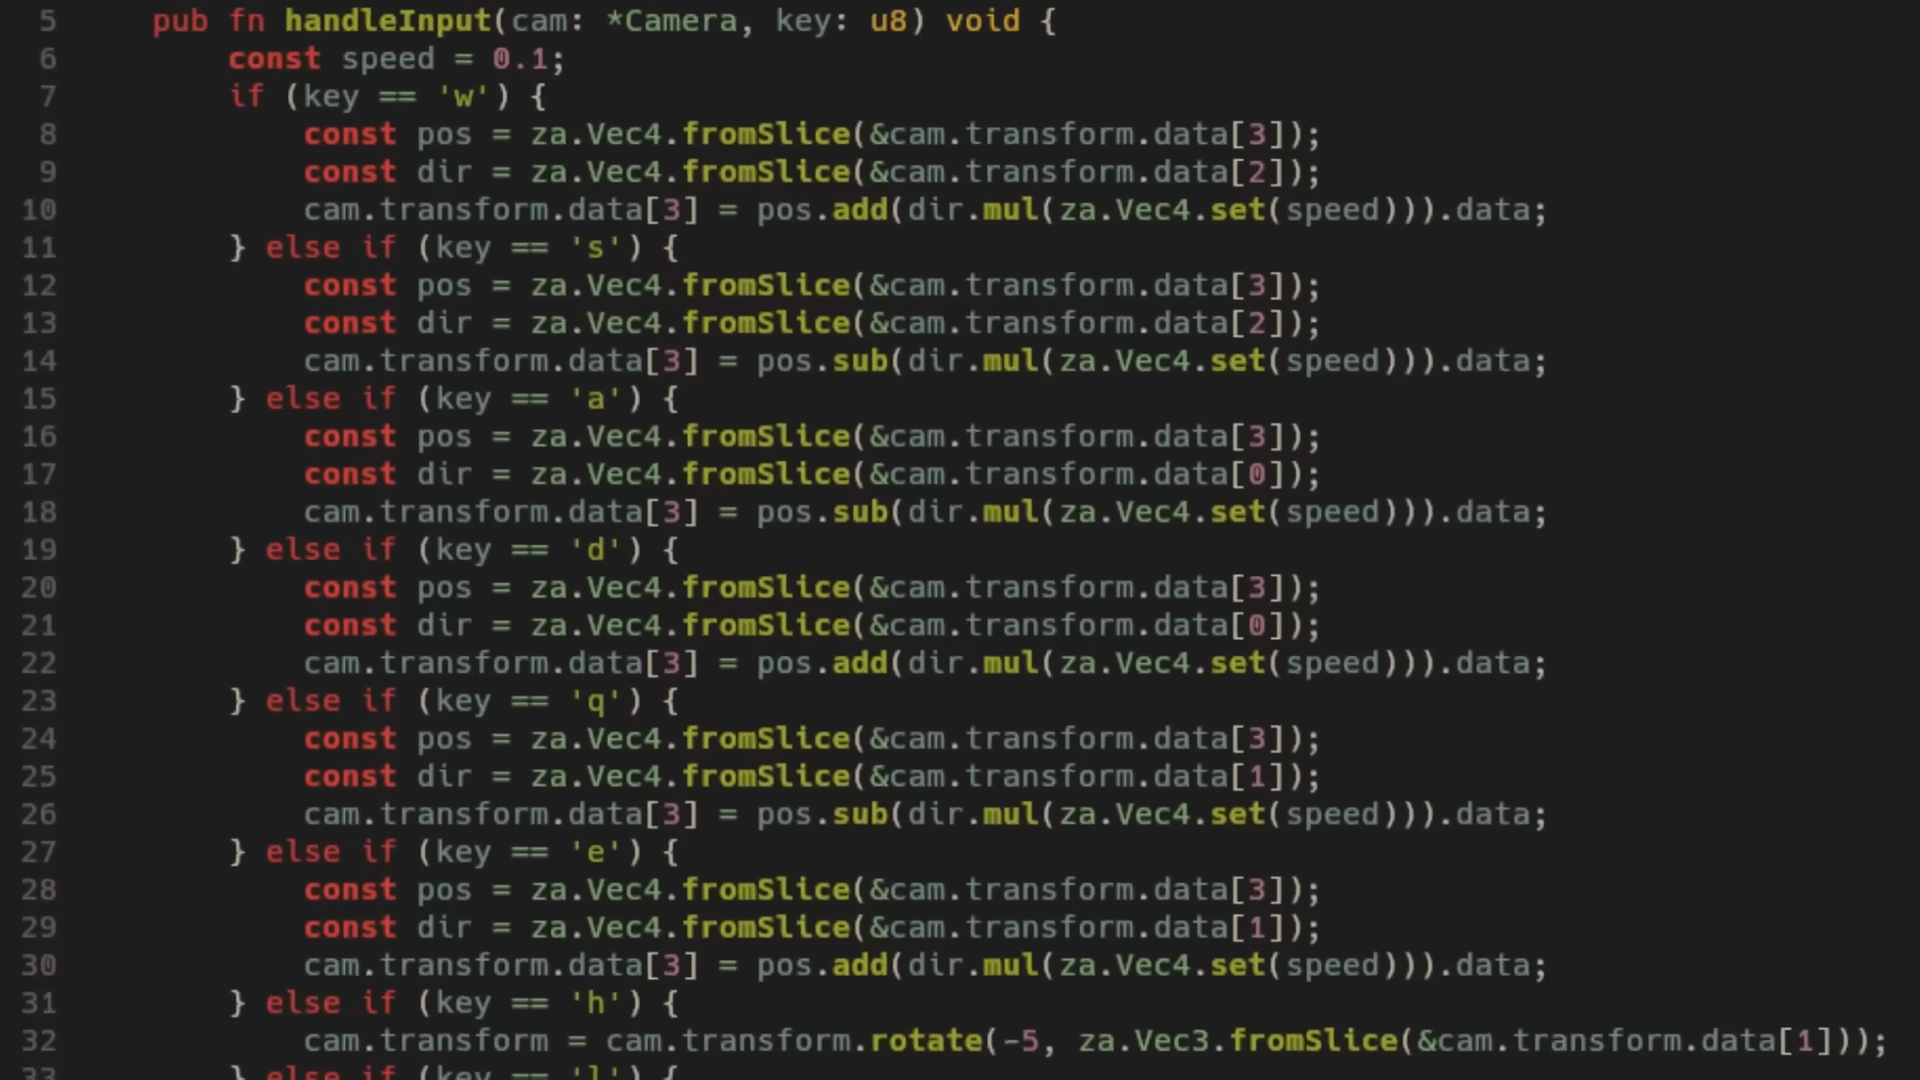 5 pub fn handleInput(cam: *Camera, key: u8) void {
6 const speed = 0.1;
7 if (key == 'w') {
8 const pos = za.Vec4.fromSlice(&cam.transform.data[3]);
9 const dir = za.Vec4.fromSlice(&cam.transform.data[2]);
10 cam.transform.data[3] = pos.add(dir.mul(za.Vec4.set(speed))).data;
11 } else if (key == 's') {
12 const pos = za.Vec4.fromSlice(&cam.transform.data[3]);
13 const dir = za.Vec4.fromSlice(&cam.transform.data[2]);
14 cam.transform.data[3] = pos.sub(dir.mul(za.Vec4.set(speed))).data;
15 } else if (key == 'a') {
16 const pos = za.Vec4.fromSlice(&cam.transform.data[3]);
17 const dir = za.Vec4.fromSlice(&cam.transform.data[0]);
18 cam.transform.data[3] = pos.sub(dir.mul(za.Vec4.set(speed))).data;
19 } else if (key == 'd') {
20 const pos = za.Vec4.fromSlice(&cam.transform.data[3]);
21 const dir = za.Vec4.fromSlice(&cam.transform.data[0]);
22 cam.transform.data[3] = pos.add(dir.mul(za.Vec4.set(speed))).data;
23 } else if (key == 'q') {
24 const pos = za.Vec4.fromSlice(&cam.transform.data[3]);
25 const dir = za.Vec4.fromSlice(&cam.transform.data[1]);
26 cam.transform.data[3] = pos.sub(dir.mul(za.Vec4.set(speed))).data;
27 } else if (key == 'e') {
28 const pos = za.Vec4.fromSlice(&cam.transform.data[3]);
29 const dir = za.Vec4.fromSlice(&cam.transform.data[1]);
30 cam.transform.data[3] = pos.add(dir.mul(za.Vec4.set(speed))).data;
31 } else if (key == 'h') {
32 cam.transform = cam.transform.rotate(-5, za.Vec3.fromSlice(&cam.transform.data[1]));
33 } else if (key == 'l') {